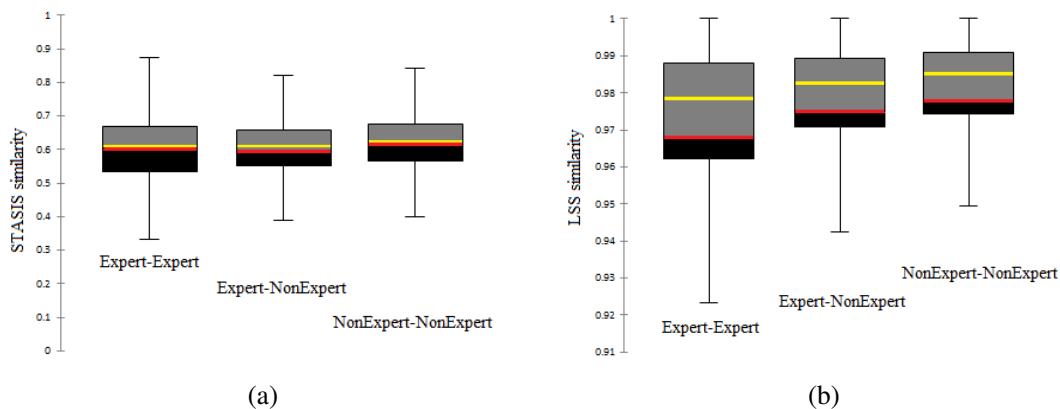 1
0.9
0.8
0.7
0.6
0.5
0.4
0.3
0.2
0.1
0
STASIS similarity
Expert-Expert
Expert-NonExpert
NonExpert-NonExpert
(a)
1
0.99
0.98
0.97
0.96
0.95
0.94
0.93
0.92
0.91
LSS similarity
NonExpert-NonExpert
Expert-NonExpert
Expert-Expert
(b)